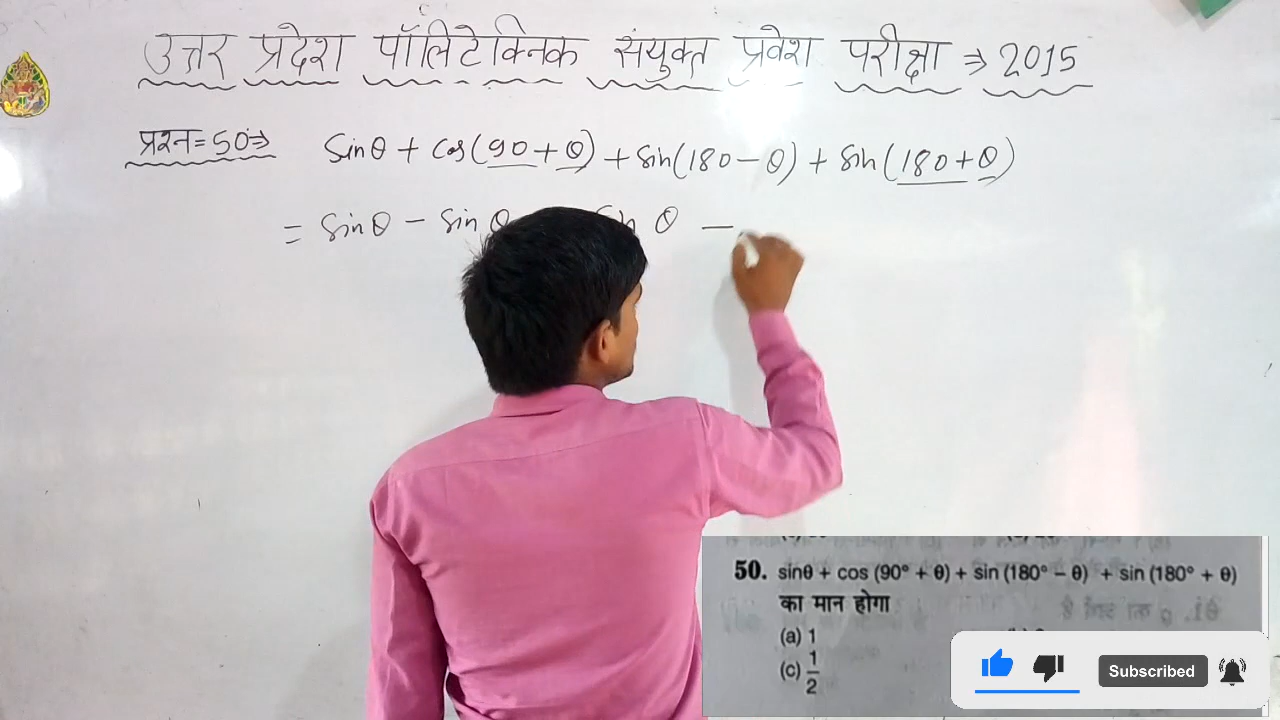 उत्तर प्रदेश पॉलिटेक्निक संयुक्त प्रवेश परीक्षा ⇒ 2015
प्रश्न=50⇒ Sinθ + cos(90+θ) + Sin(180-θ) + Sin(180+θ)
= Sinθ - Sin θ Sin θ —
50. sinθ + cos (90° + θ) + sin (180° - θ) + sin (180° + θ)
का मान होगा
(a) 1
(c) 1/2
Subscribed